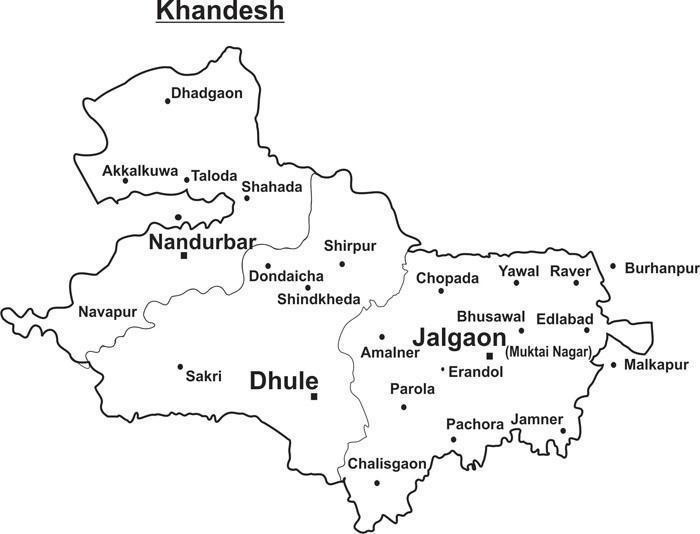 Khandesh
Dhadgaon
Akkalkuwa
Taloda
Shahada
Nandurbar
Shirpur
Dondaicha
Shindkheda
Navapur
Sakri
Dhule
Chopada
Yawal
Raver
Burhanpur
Bhusawal
Edlabad
Jalgaon
(Muktai Nagar)
Amalner
Erandol
Malkapur
Parola
Pachora
Jamner
Chalisgaon